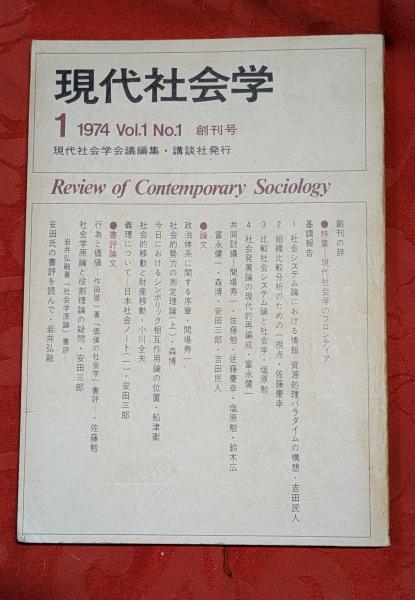 現代社会学
1 1974 Vol.1 No.1 創刊号
現代社会学会議編集・講談社発行
Review of Contemporary Sociology
創刊の辞
●特集・現代社会学のフロンティア
基調報告
1 社会システム論における情報‐資源処理パラダイムの構想・吉田民人
2 組織比較分析のための一視点・佐藤慶幸
3 比較社会システム論と社会学・塩原勉
4 社会発展論の現代的再編成・富永健一
共同討議―間場寿一・佐藤勉・佐藤慶幸・塩原勉・鈴木広
富永健一・森博・安田三郎・吉田民人
●論文
政治体系に関する序章・間場寿一
社会的勢力の測定理論(上)・森博
今日におけるシンボリック相互作用論の位置・船津衛
社会的移動と財産移動・小川全夫
義理について―日本社会ノート(一)・安田三郎
●書評論文
行為と価値―作田啓一著『価値の社会学』書評―・佐藤勉
社会学原論と役割理論の疑問・安田三郎
―岩井弘融著『社会学原論』書評―
安田氏の書評を読んで・岩井弘融